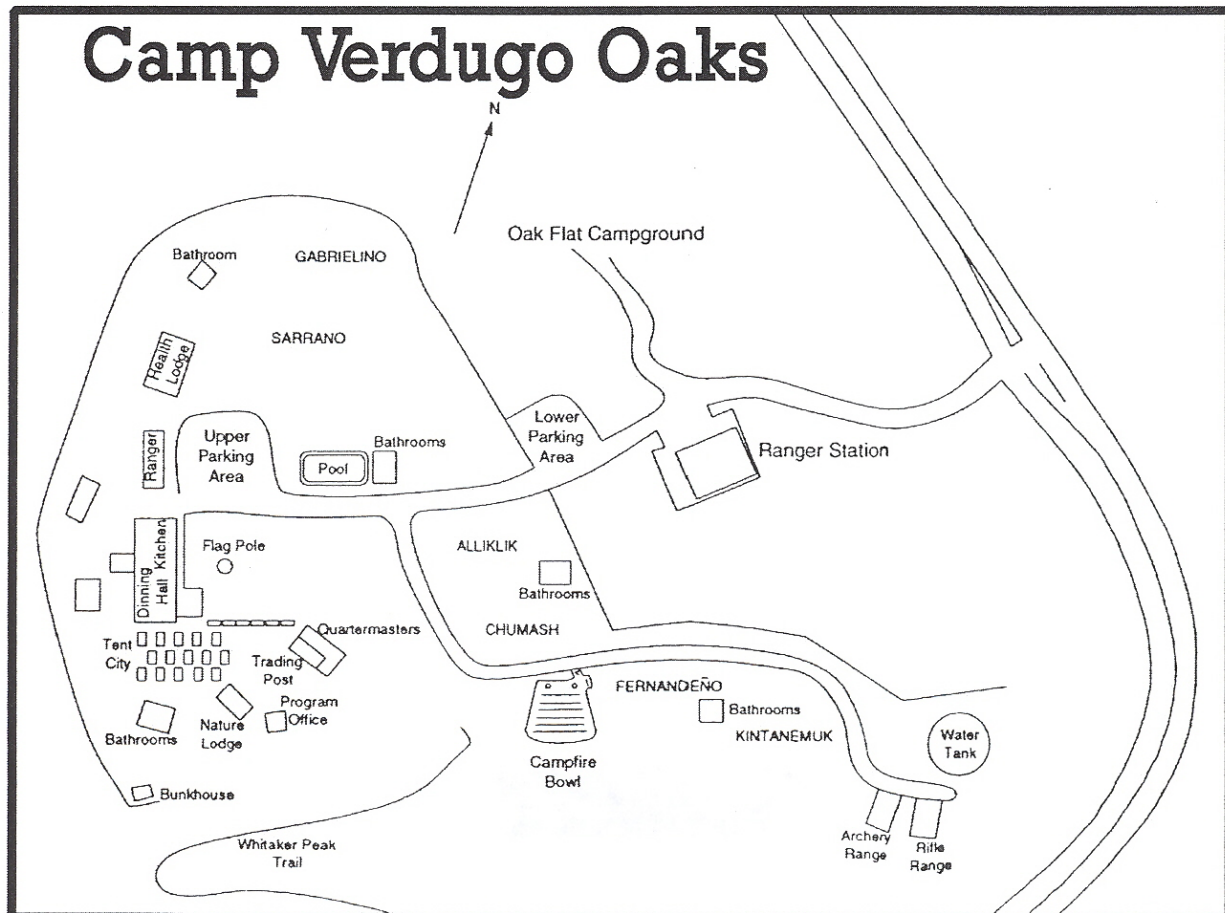 Camp Verdugo Oaks
N
Oak Flat Campground
Bathroom
GABRIELINO
SARRANO
Health
Lodge
Lower
Parking
Area
Upper
Parking
Area
Bathrooms
Pool
Ranger
Ranger Station
Kitchen
Dinning
Hall
Flag Pole
ALLIKLIK
Bathrooms
CHUMASH
Quartermasters
Tent
City
Trading
Post
FERNANDEÑO
Bathrooms
KINTANEMUK
Program
Office
Nature
Lodge
Bathrooms
Water
Tank
Campfire
Bowl
Bunkhouse
Whitaker Peak
Trail
Archery
Range
Rifle
Range